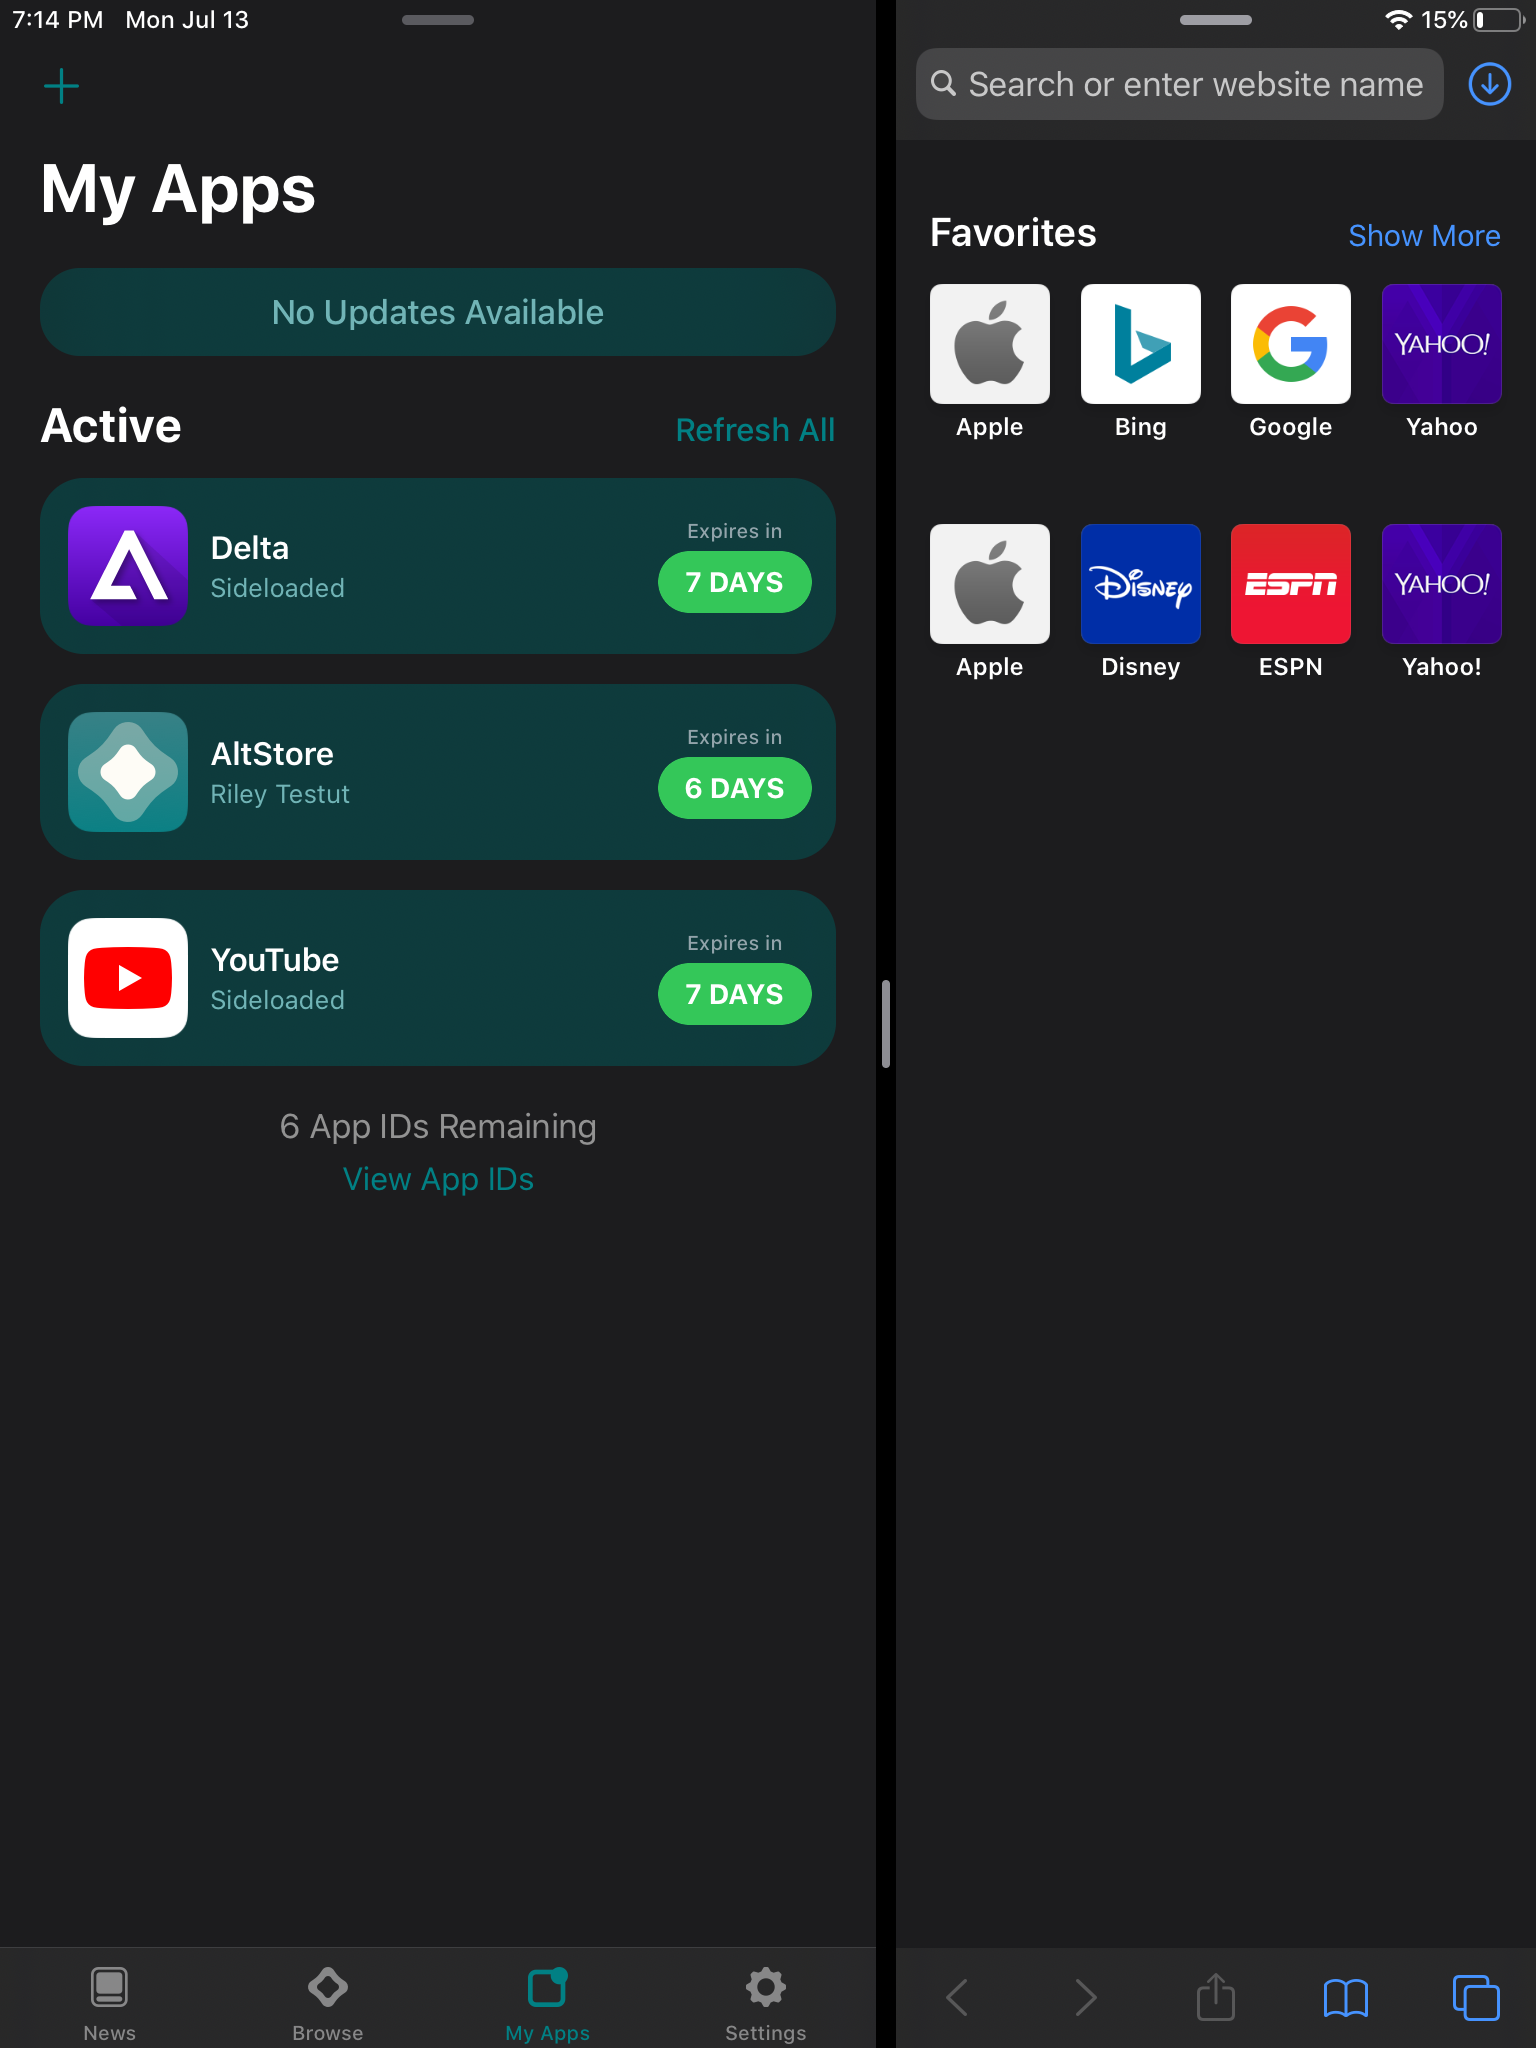 7:14 PM Mon Jul 13
My Apps
No Updates Available
Active
Refresh All
Delta
Sideloaded
Expires in
7 DAYS
AltStore
Riley Testut
Expires in
6 DAYS
YouTube
Sideloaded
Expires in
7 DAYS
6 App IDs Remaining
View App IDs
News
Browse
My Apps
Settings
15%
Search or enter website name
Favorites
Show More
YAHOO!
Apple
Bing
Google
Yahoo
Disney
ESPN
YAHOO!
Apple
Disney
ESPN
Yahoo!